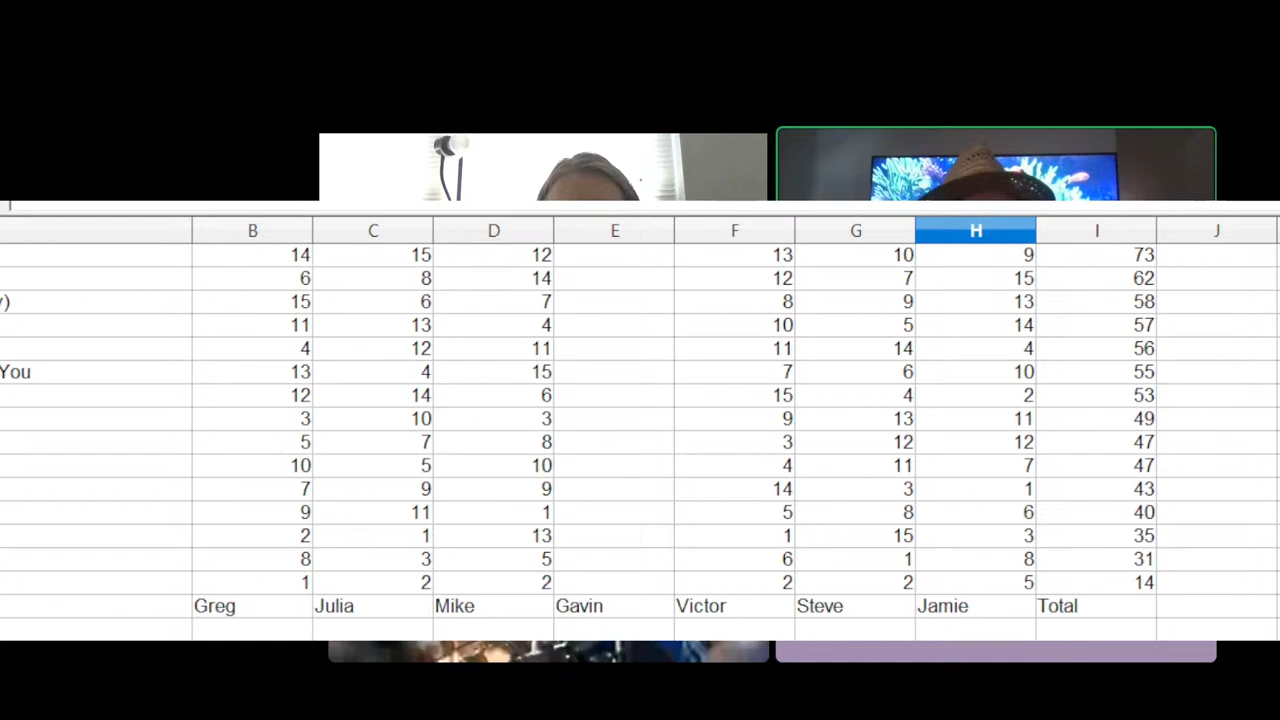 B C D E F G H I J
14 15 12 13 10 9 73
6 8 14 12 7 15 62
) 15 6 7 8 9 13 58
11 13 4 10 5 14 57
4 12 11 11 14 4 56
You 13 4 15 7 6 10 55
12 14 6 15 4 2 53
3 10 3 9 13 11 49
5 7 8 3 12 12 47
10 5 10 4 11 7 47
7 9 9 14 3 1 43
9 11 1 5 8 6 40
2 1 13 1 15 3 35
8 3 5 6 1 8 31
1 2 2 2 2 5 14
Greg Julia Mike Gavin Victor Steve Jamie Total